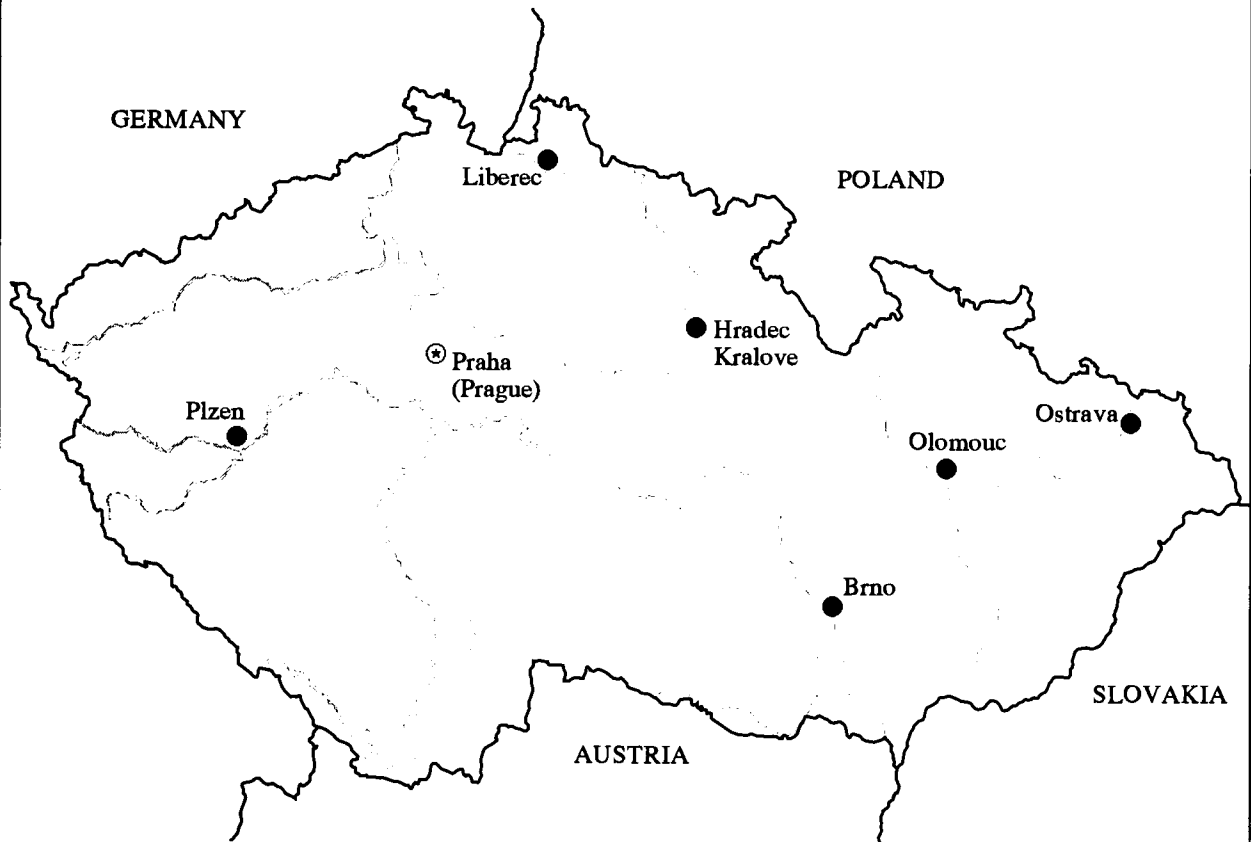 GERMANY
Liberec
POLAND
Hradec
Kralove
Praha
(Prague)
Plzen
Ostrava
Olomouc
Brno
SLOVAKIA
AUSTRIA